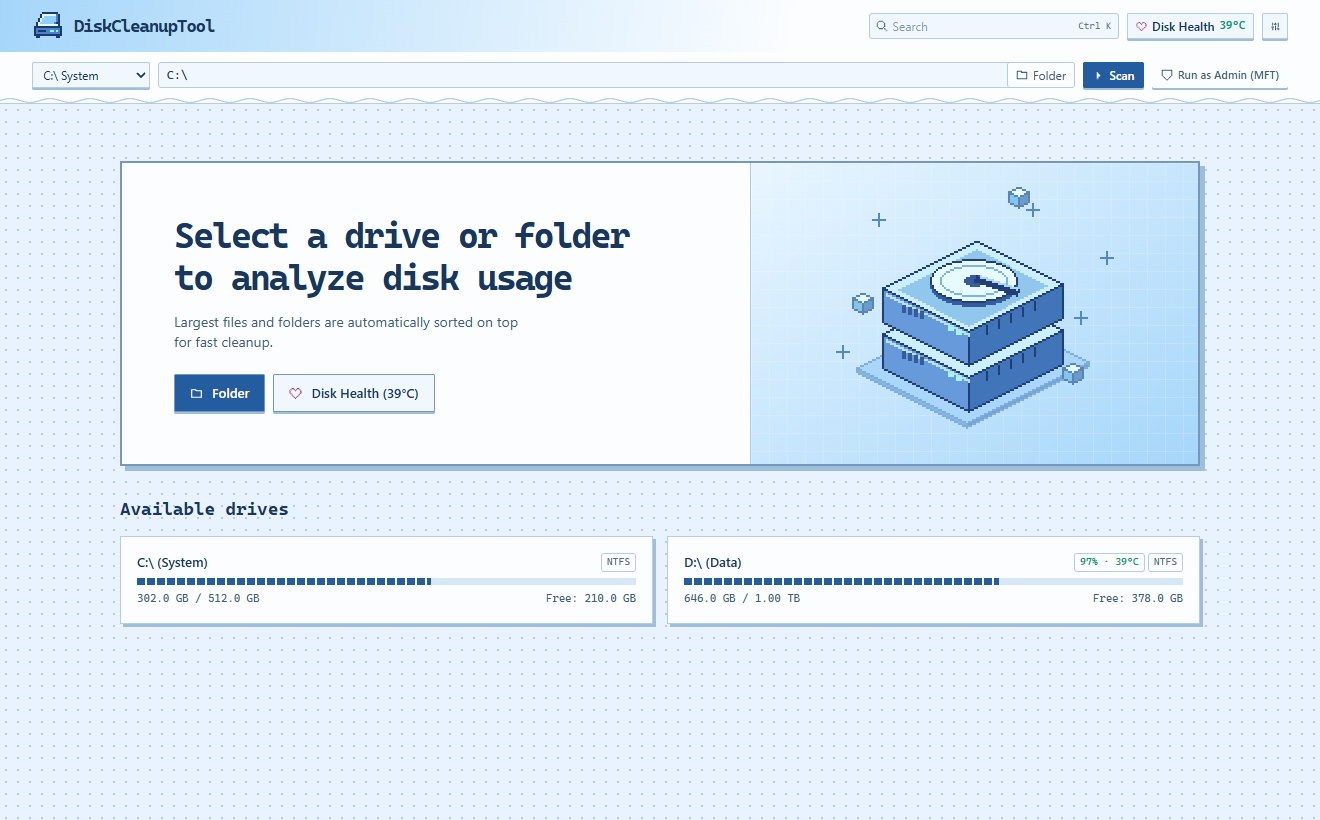 DiskCleanupTool
Search
Ctrl K
Disk Health 39°C
C:\ System
C:\
Folder
Scan
Run as Admin (MFT)
Select a drive or folder
to analyze disk usage
Largest files and folders are automatically sorted on top
for fast cleanup.
Folder
Disk Health (39°C)
Available drives
C:\ (System)
NTFS
302.0 GB / 512.0 GB
Free: 210.0 GB
D:\ (Data)
97% · 39°C
NTFS
646.0 GB / 1.00 TB
Free: 378.0 GB